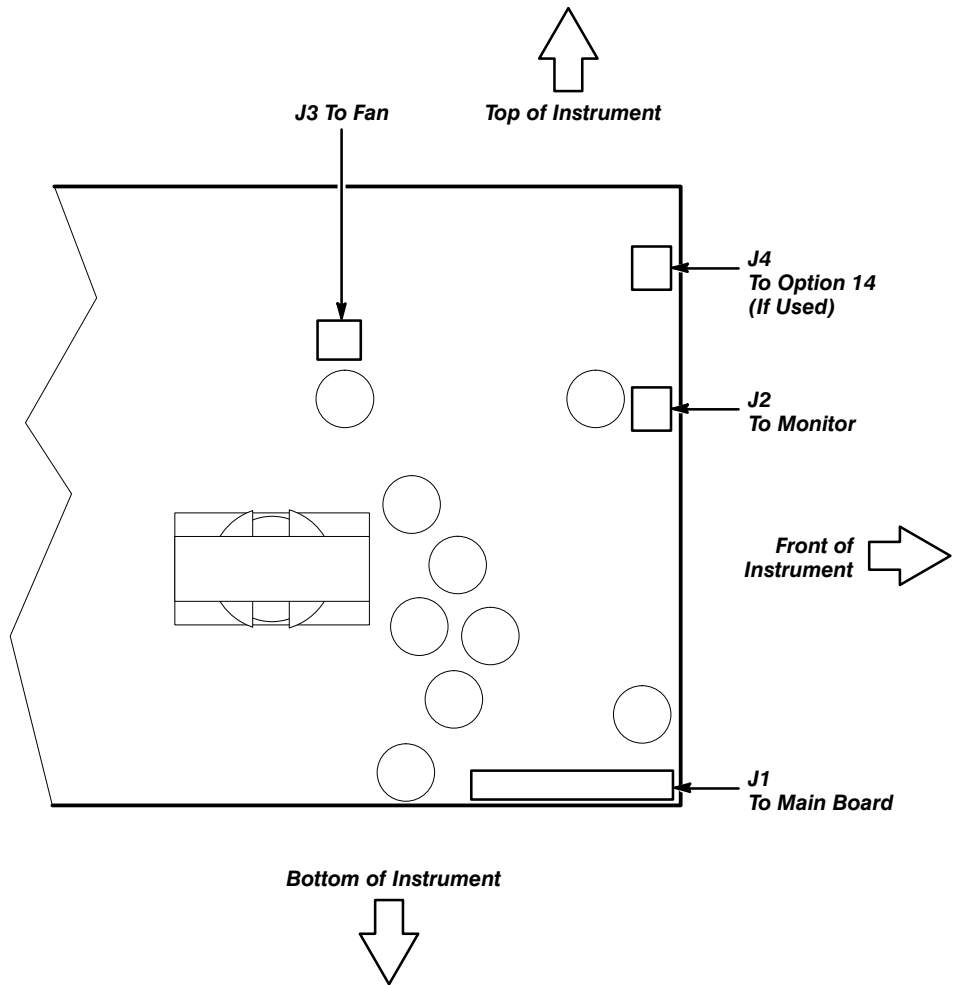 J3 To Fan
Top of Instrument
J4
To Option 14
(If Used)
J2
To Monitor
Front of
Instrument
J1
To Main Board
Bottom of Instrument